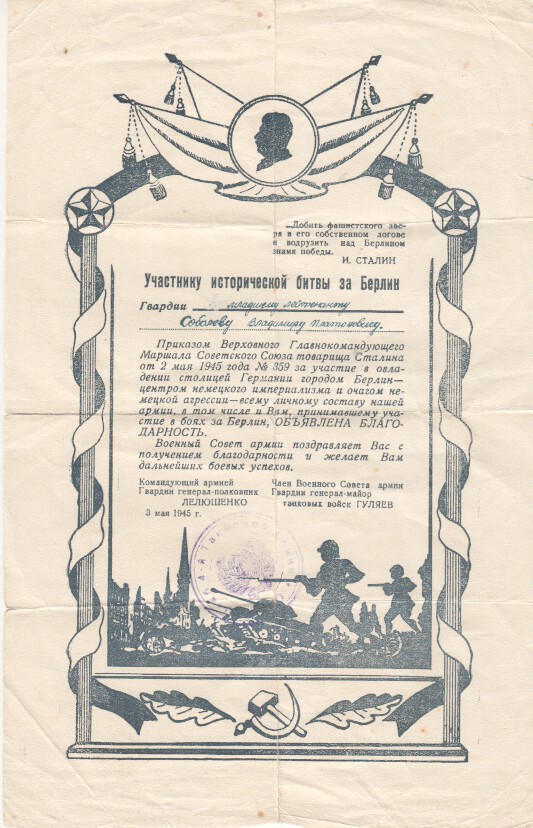 „Добить фашистского зве-
ря в его собственном логове
и водрузить над Берлином
знамя победы.
И. СТАЛИН
Участнику исторической битвы за Берлин
Гвардии младшему лейтенанту
Соболеву Владимиру Платоновичу.
Приказом Верховного Главнокомандующего
Маршала Советского Союза товарища Сталина
от 2 мая 1945 года № 359 за участие в овла-
дении столицей Германии городом Берлин—
центром немецкого империализма и очагом не-
мецкой агрессии—всему личному составу нашей
армии, в том числе и Вам, принимавшему уча-
стие в боях за Берлин, ОБЪЯВЛЕНА БЛАГО-
ДАРНОСТЬ.
Военный Совет армии поздравляет Вас с
получением благодарности и желает Вам
дальнейших боевых успехов.
Командующий армией
Гвардии генерал-полковник
ЛЕЛЮШЕНКО
3 мая 1945 г.
Член Военного Совета армии
Гвардии генерал-майор
танковых войск ГУЛЯЕВ